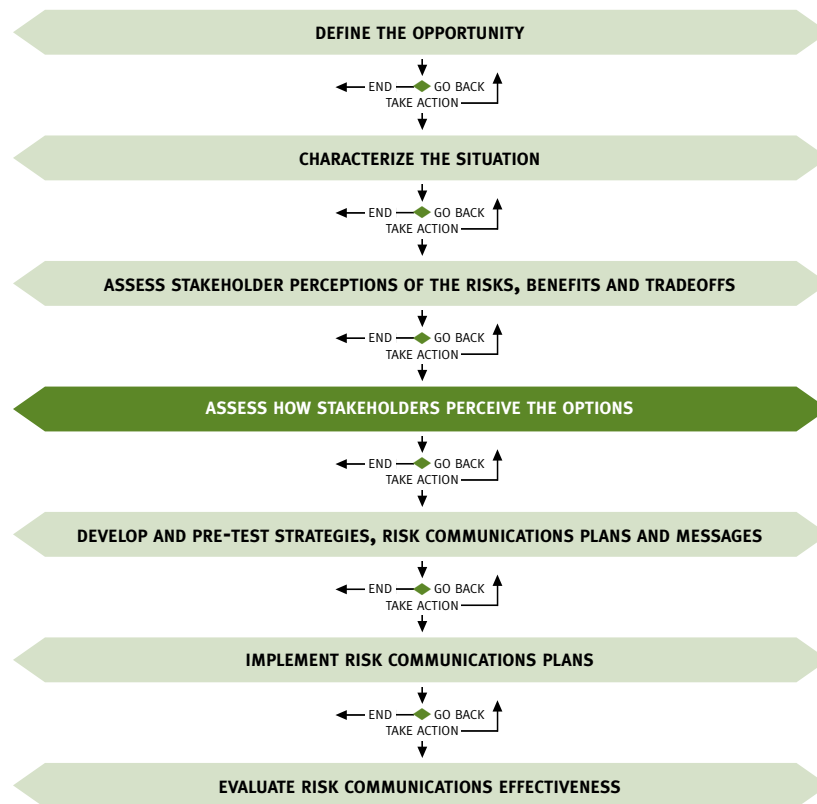 DEFINE THE OPPORTUNITY
END GO BACK
TAKE ACTION
CHARACTERIZE THE SITUATION
END GO BACK
TAKE ACTION
ASSESS STAKEHOLDER PERCEPTIONS OF THE RISKS, BENEFITS AND TRADEOFFS
END GO BACK
TAKE ACTION
ASSESS HOW STAKEHOLDERS PERCEIVE THE OPTIONS
END GO BACK
TAKE ACTION
DEVELOP AND PRE-TEST STRATEGIES, RISK COMMUNICATIONS PLANS AND MESSAGES
END GO BACK
TAKE ACTION
IMPLEMENT RISK COMMUNICATIONS PLANS
END GO BACK
TAKE ACTION
EVALUATE RISK COMMUNICATIONS EFFECTIVENESS